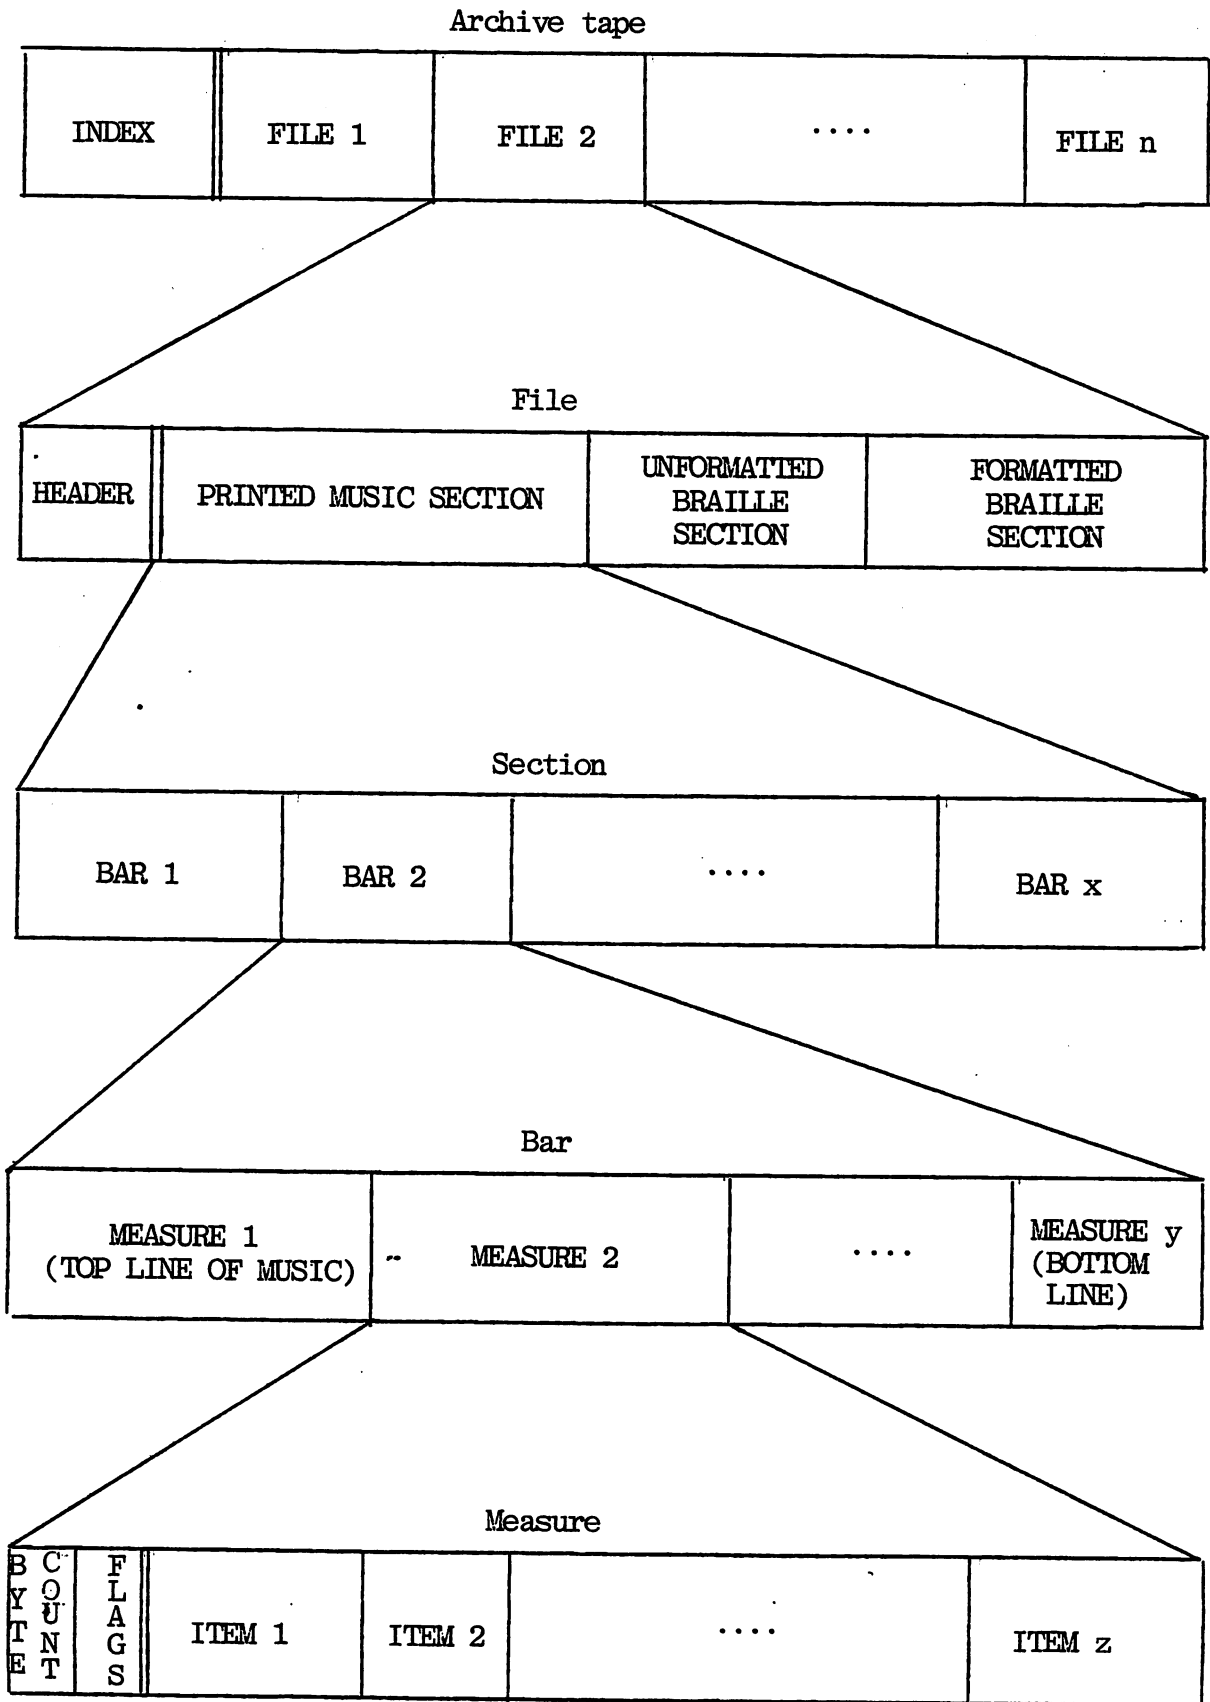 Archive tape
INDEX
FILE 1
FILE 2
....
FILE n
File
HEADER
PRINTED MUSIC SECTION
UNFORMATTED
BRAILLE
SECTION
FORMATTED
BRAILLE
SECTION
Section
BAR 1
BAR 2
....
BAR x
Bar
MEASURE 1
(TOP LINE OF MUSIC)
MEASURE 2
....
MEASURE y
(BOTTOM
LINE)
Measure
BYTE
COUNT
FLAGS
ITEM 1
ITEM 2
....
ITEM z